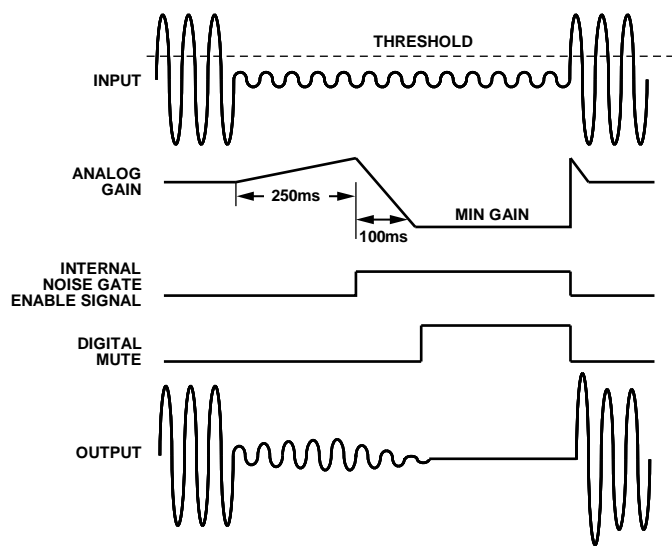 THRESHOLD
INPUT
ANALOG
GAIN
250ms
100ms
MIN GAIN
INTERNAL
NOISE GATE
ENABLE SIGNAL
DIGITAL
MUTE
OUTPUT